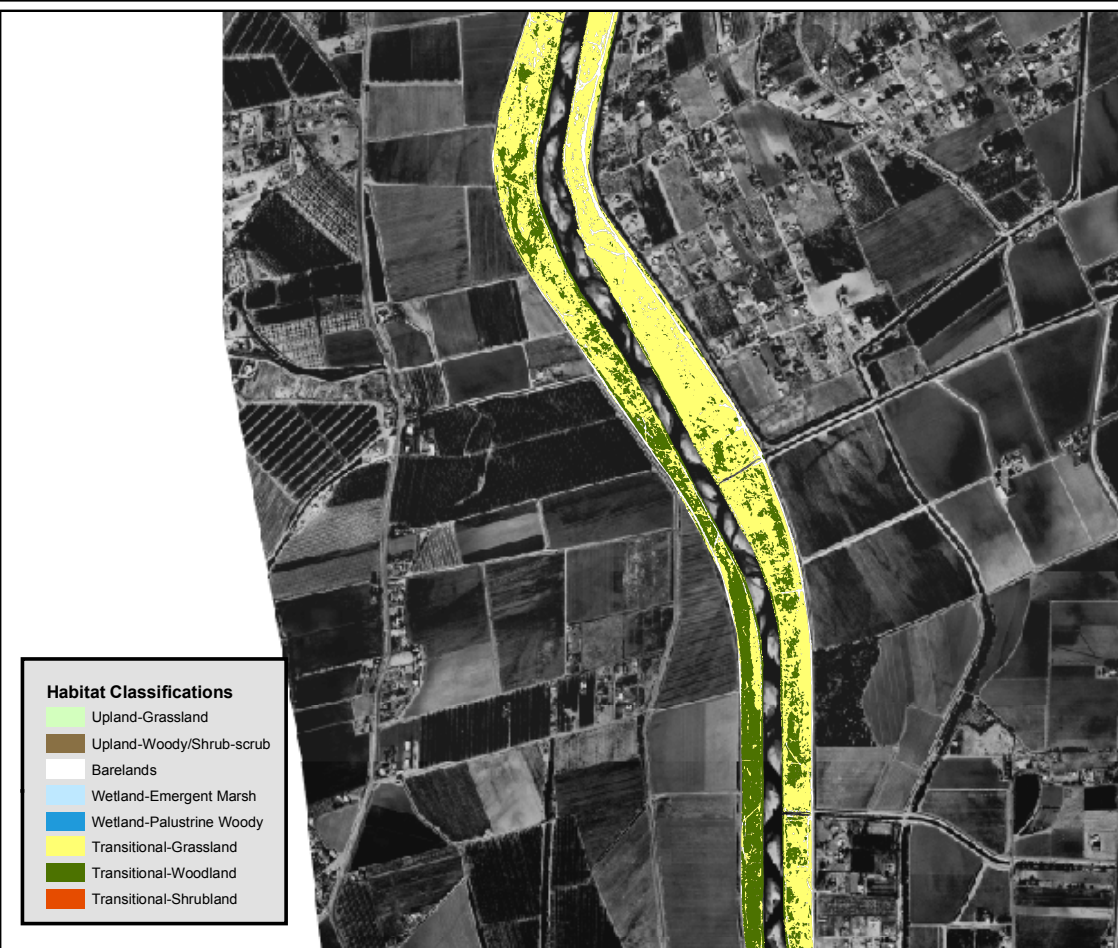 Habitat Classifications
Upland-Grassland
Upland-Woody/Shrub-scrub
Barelands
Wetland-Emergent Marsh
Wetland-Palustrine Woody
Transitional-Grassland
Transitional-Woodland
Transitional-Shrubland